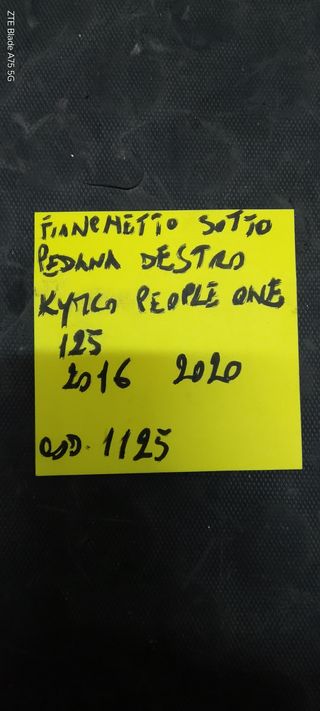 ZTE Blade A75 5G
FIANCHETTO SOTTO
PEDANA DESTRO
KYMCO PEOPLE ONE
125
2016 2020
COD. 1125